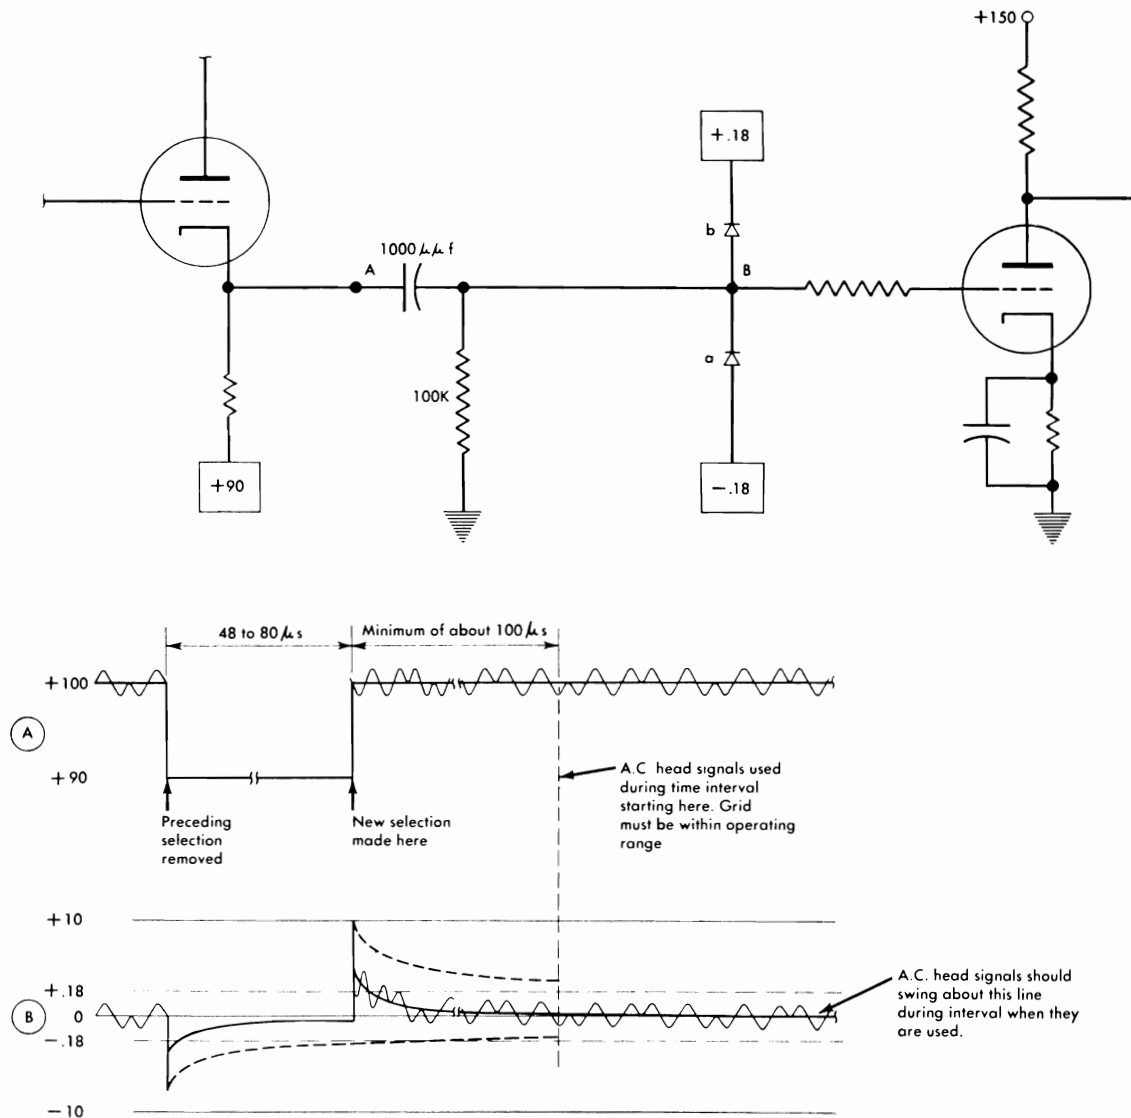 +150
+.18
b
1000 μμf
A
B
a
100K
+90
-.18
48 to 80 μs
Minimum of about 100 μs
+100
A
+90
A.C head signals used
during time interval
starting here. Grid
must be within operating
range
Preceding
selection
removed
New selection
made here
+10
+.18
B
0
-.18
-10
A.C. head signals should
swing about this line
during interval when they
are used.